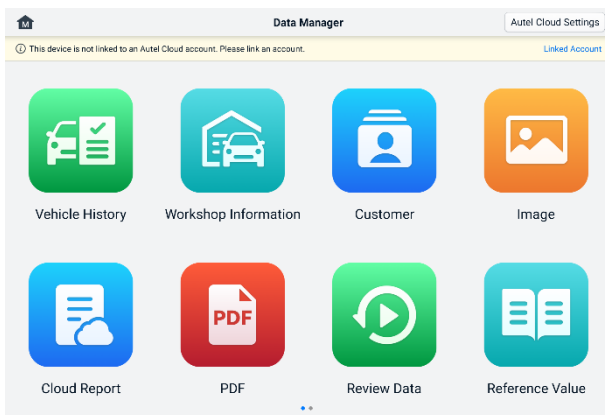 M
Data Manager
Autel Cloud Settings
This device is not linked to an Autel Cloud account. Please link an account.
Linked Account
Vehicle History
Workshop Information
Customer
Image
PDF
Cloud Report
PDF
Review Data
Reference Value